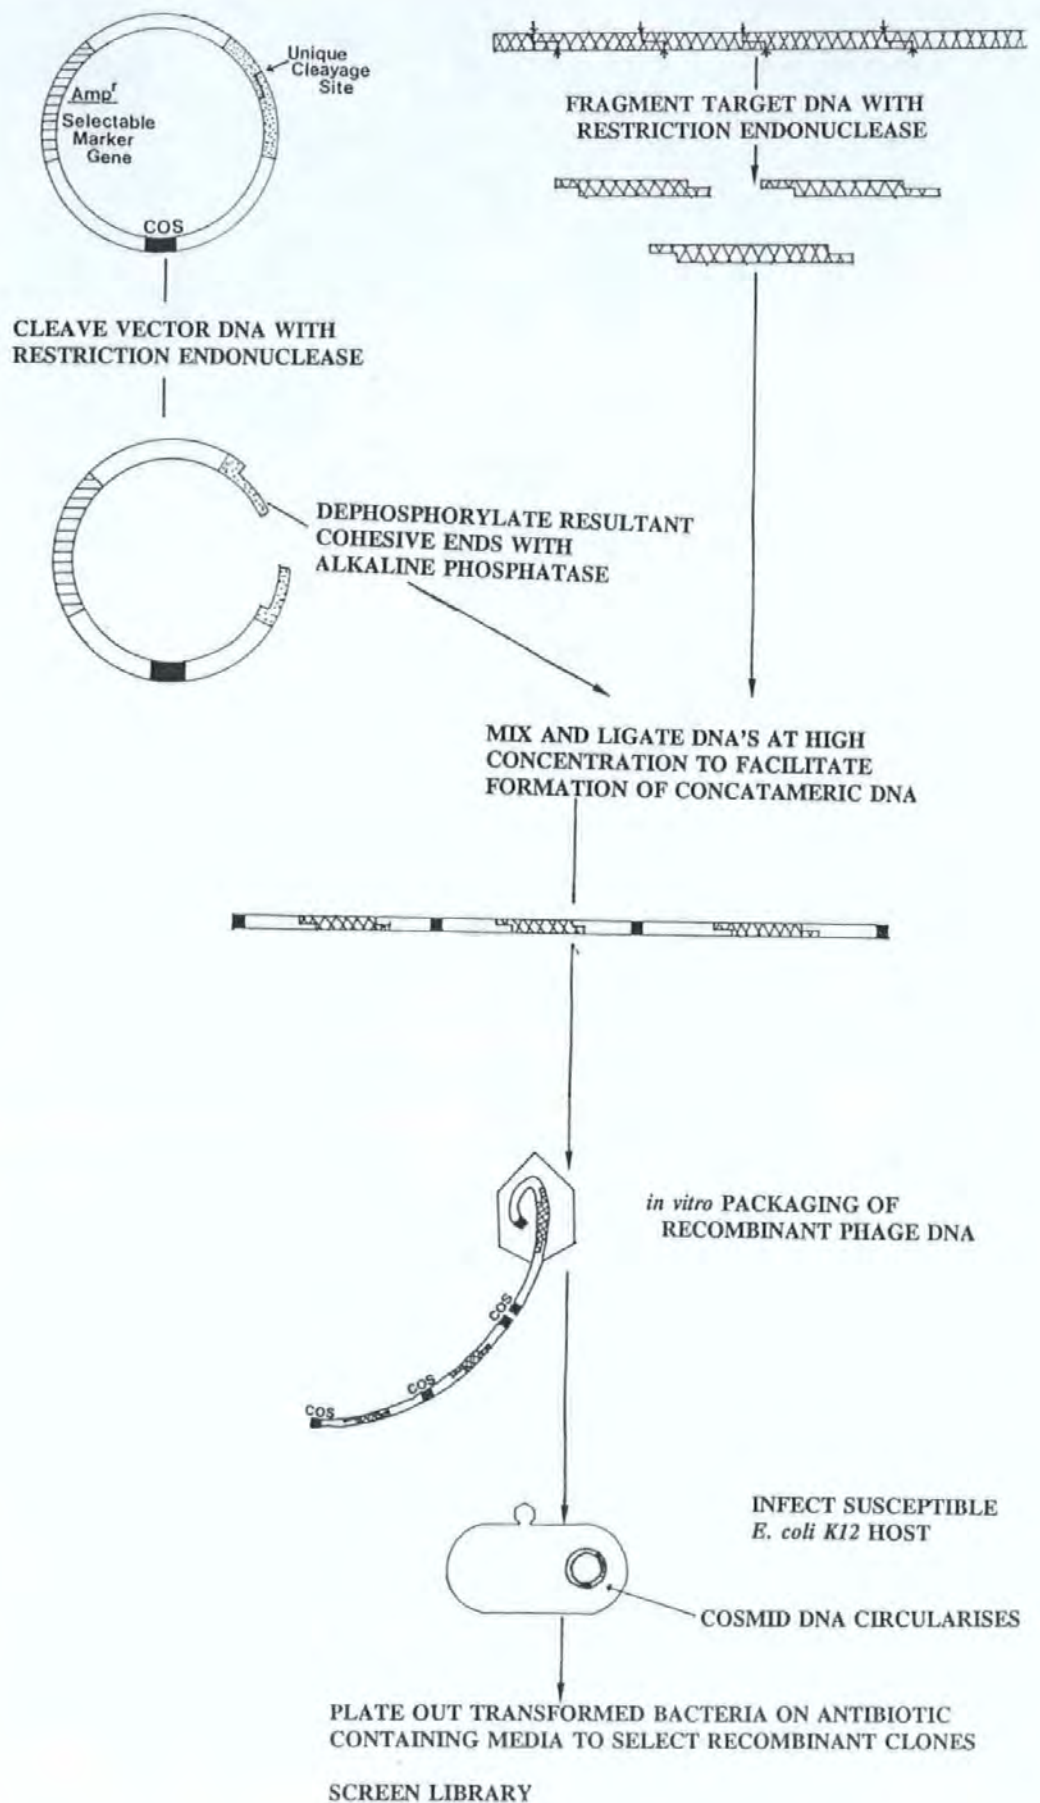 Unique
Cleayage
Site
Ampʳ
Selectable
Marker
Gene
COS
CLEAVE VECTOR DNA WITH
RESTRICTION ENDONUCLEASE
FRAGMENT TARGET DNA WITH
RESTRICTION ENDONUCLEASE
DEPHOSPHORYLATE RESULTANT
COHESIVE ENDS WITH
ALKALINE PHOSPHATASE
MIX AND LIGATE DNA'S AT HIGH
CONCENTRATION TO FACILITATE
FORMATION OF CONCATAMERIC DNA
in vitro PACKAGING OF
RECOMBINANT PHAGE DNA
COS
COS
COS
INFECT SUSCEPTIBLE
E. coli K12 HOST
COSMID DNA CIRCULARISES
PLATE OUT TRANSFORMED BACTERIA ON ANTIBIOTIC
CONTAINING MEDIA TO SELECT RECOMBINANT CLONES
SCREEN LIBRARY